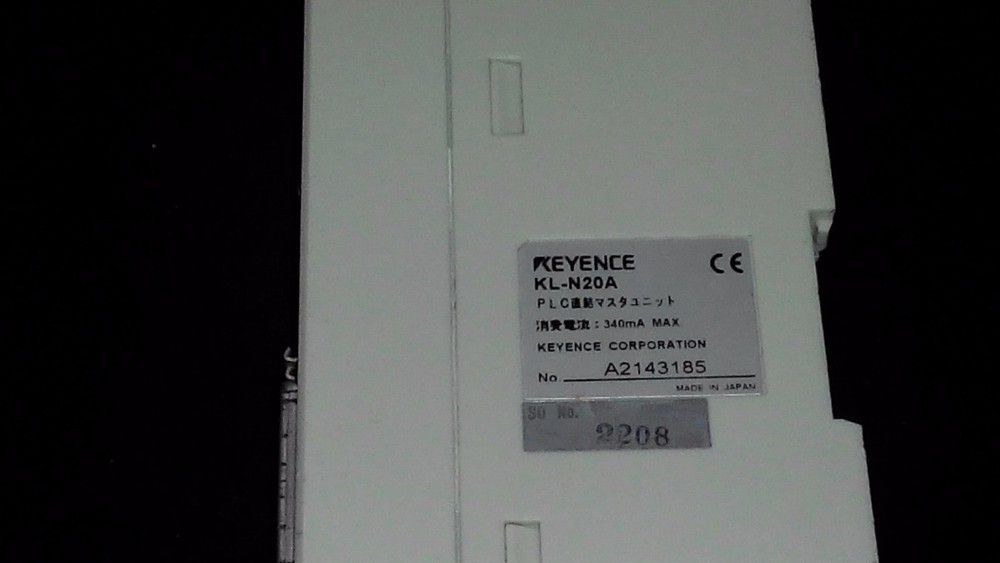 KEYENCE CE
KL-N20A
PLC直結マスタユニット
消費電流：340mA MAX
KEYENCE CORPORATION
No. A2143185
MADE IN JAPAN
SO No.
2208